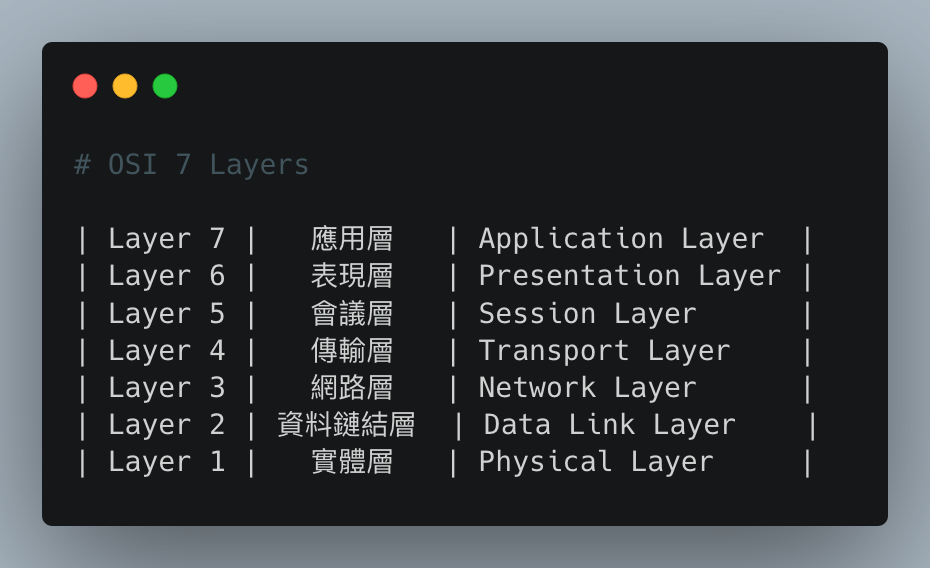 # OSI 7 Layers
| Layer 7 | 應用層 | Application Layer |
| Layer 6 | 表現層 | Presentation Layer |
| Layer 5 | 會議層 | Session Layer |
| Layer 4 | 傳輸層 | Transport Layer |
| Layer 3 | 網路層 | Network Layer |
| Layer 2 | 資料鏈結層 | Data Link Layer |
| Layer 1 | 實體層 | Physical Layer |